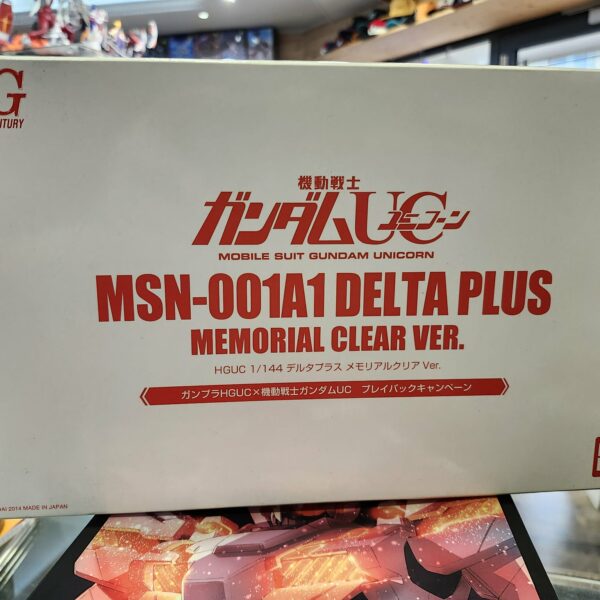 G
NTURY
機動戦士
ガンダムUC ユニコーン
MOBILE SUIT GUNDAM UNICORN
MSN-001A1 DELTA PLUS
MEMORIAL CLEAR VER.
HGUC 1/144 デルタプラス メモリアルクリア Ver.
ガンプラHGUC×機動戦士ガンダムUC プレイバックキャンペーン
AI 2014 MADE IN JAPAN